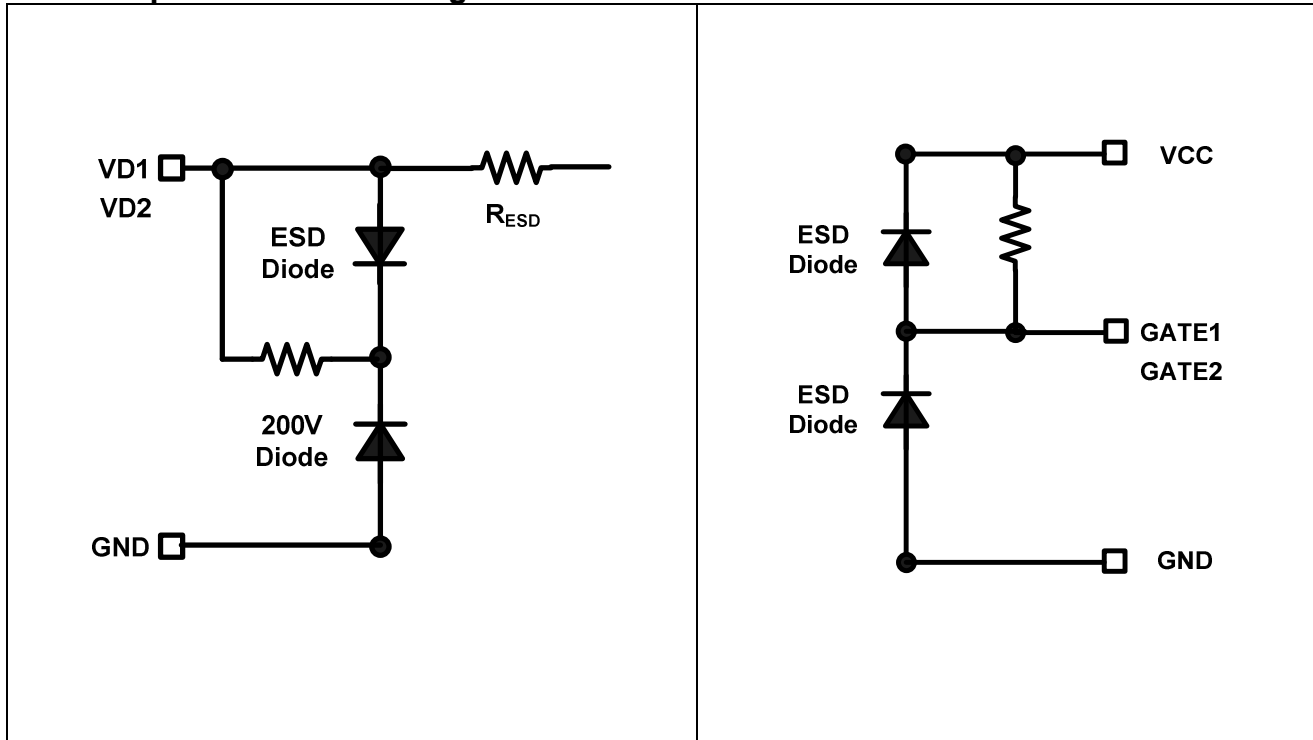 VD1
VD2
ESD
Diode
RESD
200V
Diode
GND
VCC
ESD
Diode
GATE1
GATE2
ESD
Diode
GND